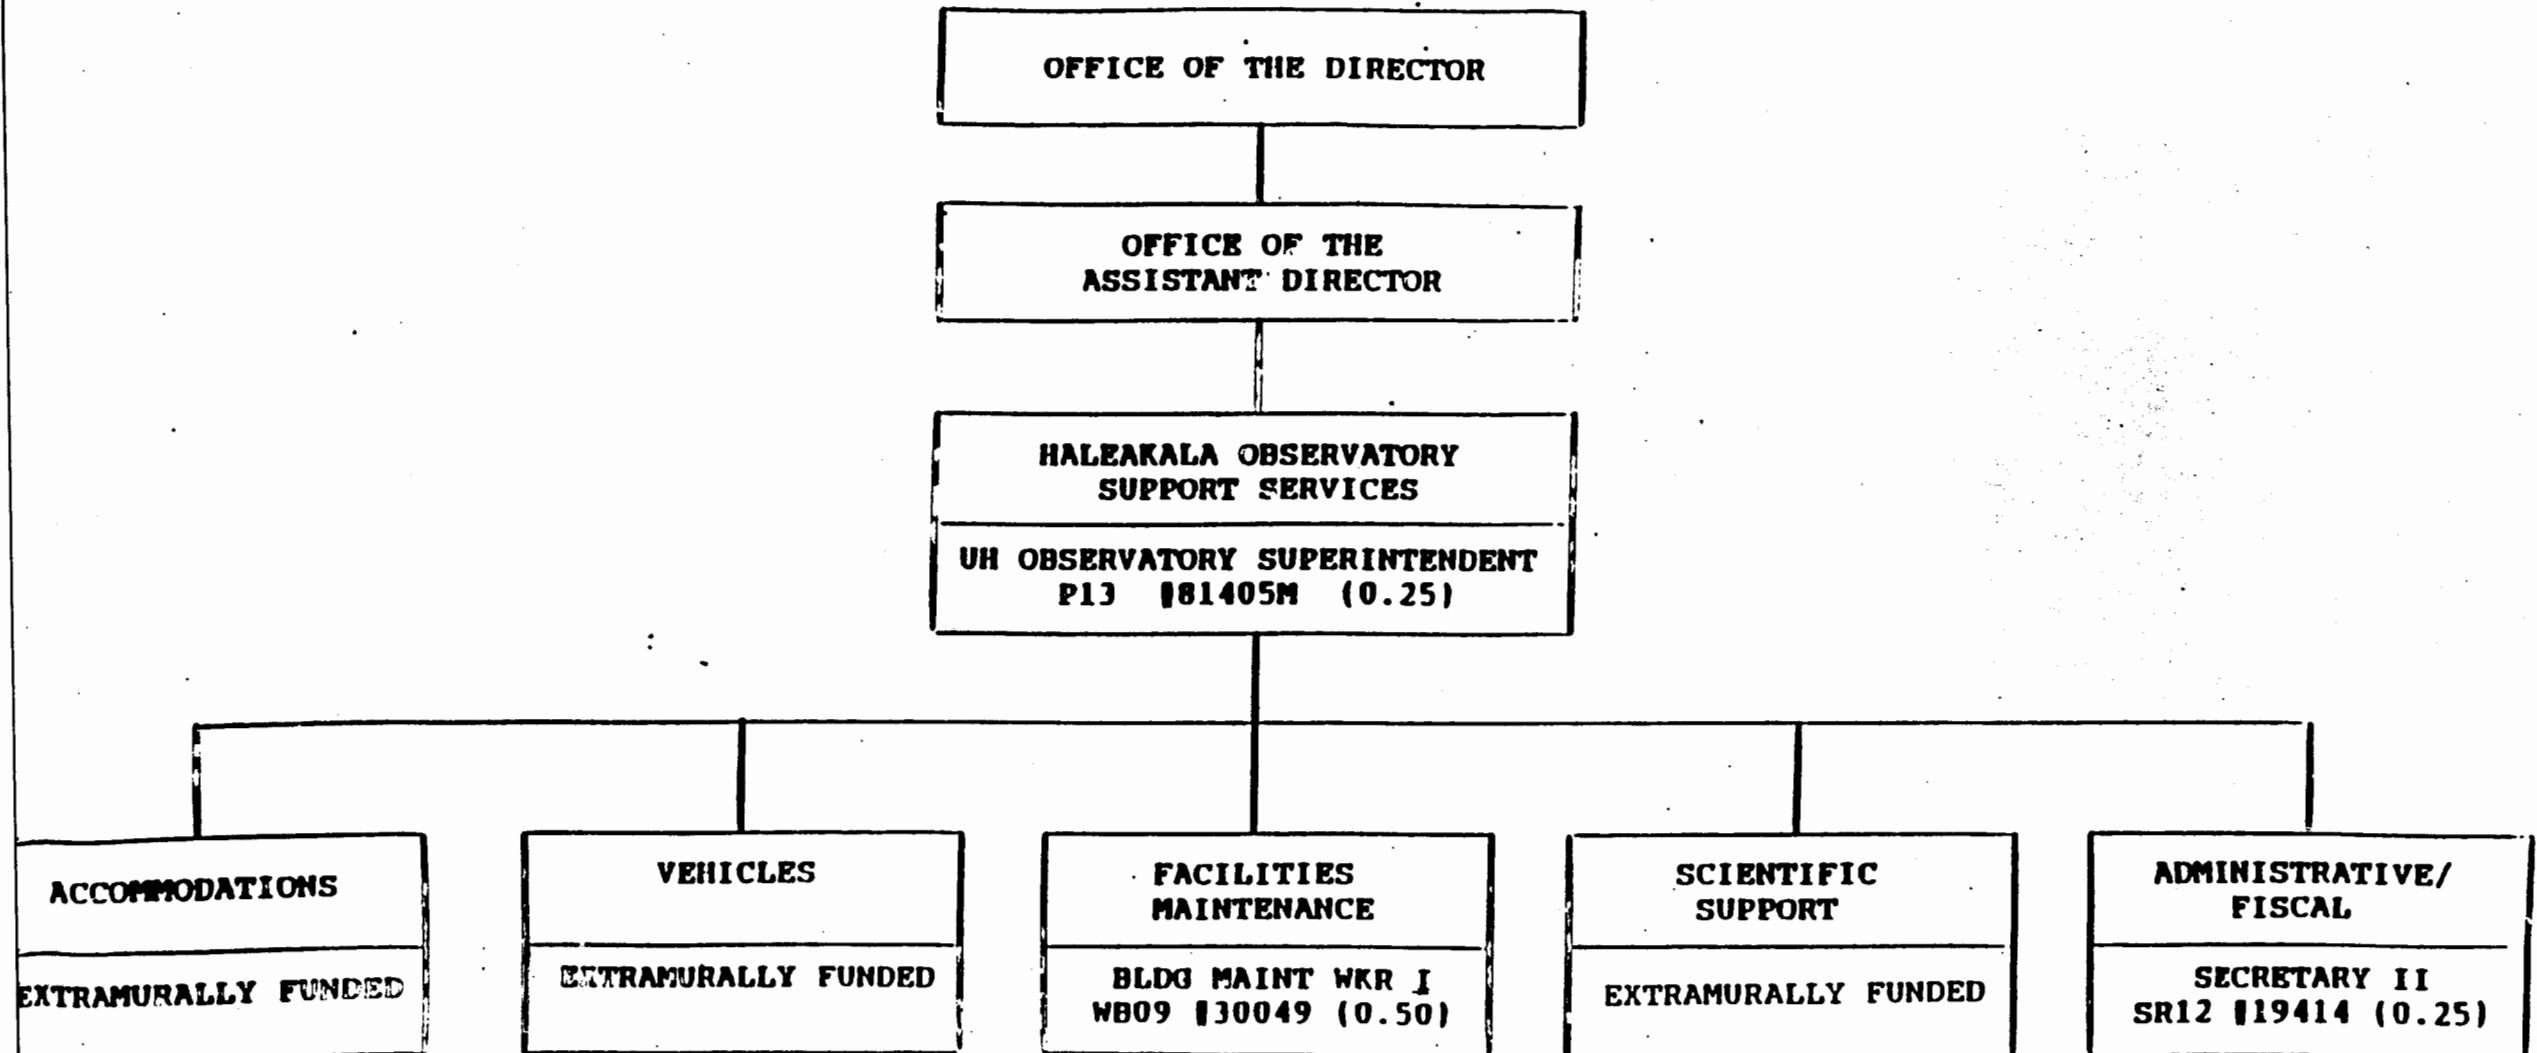 OFFICE OF THE DIRECTOR
OFFICE OF THE
ASSISTANT DIRECTOR
HALEAKALA OBSERVATORY
SUPPORT SERVICES
UH OBSERVATORY SUPERINTENDENT
P13 #81405M (0.25)
ACCOMMODATIONS
EXTRAMURALLY FUNDED
VEHICLES
EXTRAMURALLY FUNDED
FACILITIES
MAINTENANCE
BLDG MAINT WKR I
WB09 #30049 (0.50)
SCIENTIFIC
SUPPORT
EXTRAMURALLY FUNDED
ADMINISTRATIVE/
FISCAL
SECRETARY II
SR12 #19414 (0.25)